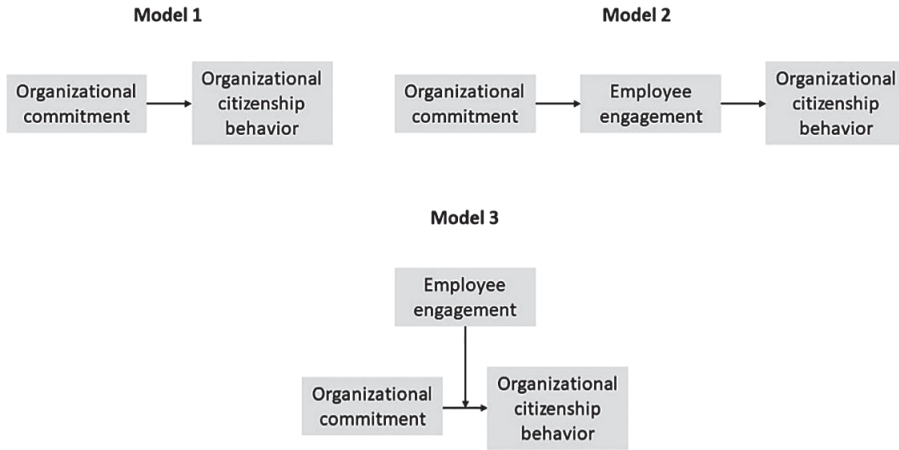 Model 1
Organizational
commitment
Organizational
citizenship
behavior
Model 2
Organizational
commitment
Employee
engagement
Organizational
citizenship
behavior
Model 3
Employee
engagement
Organizational
commitment
Organizational
citizenship
behavior